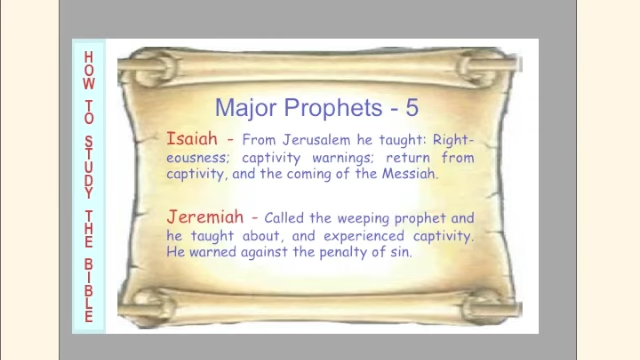 HOW TO STUDY THE BIBLE
Major Prophets - 5
Isaiah - From Jerusalem he taught: Right-
eousness; captivity warnings; return from
captivity, and the coming of the Messiah.
Jeremiah - Called the weeping prophet and
he taught about, and experienced captivity.
He warned against the penalty of sin.